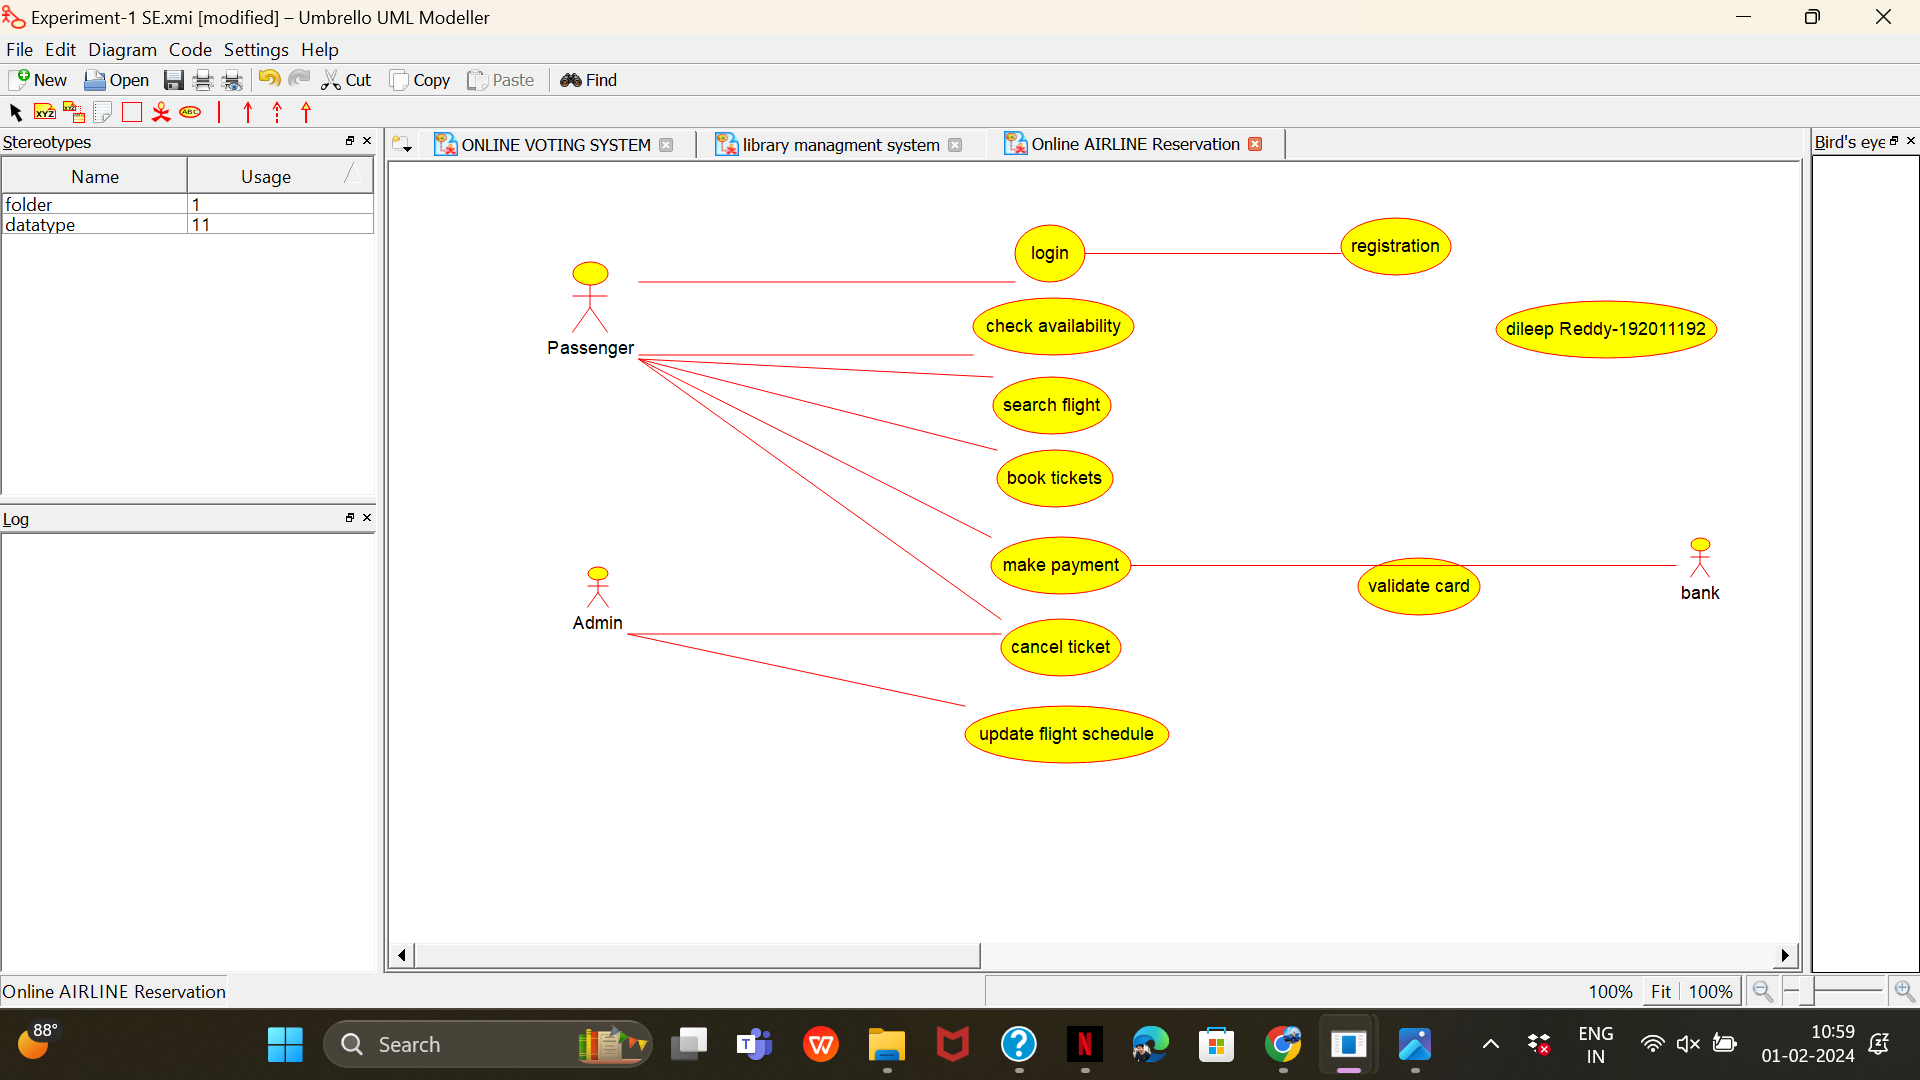 Experiment-1 SE.xmi [modified] – Umbrello UML Modeller
File Edit Diagram Code Settings Help
New Open Cut Copy Paste Find
XYZ XYZ ABC
Stereotypes
ONLINE VOTING SYSTEM library managment system Online AIRLINE Reservation
Bird's eye
Name Usage
folder 1
datatype 11
login
registration
check availability
dileep Reddy-192011192
Passenger
search flight
book tickets
Log
make payment
validate card
bank
Admin
cancel ticket
update flight schedule
Online AIRLINE Reservation
100% Fit 100%
88°
Search
ENG
IN
10:59
01-02-2024